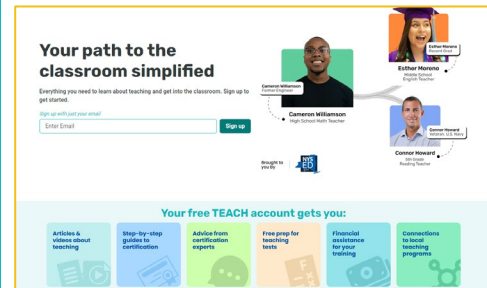 Your path to the
classroom simplified
Everything you need to learn about teaching and get into the classroom. Sign up to
get started.
Sign up with just your email
Enter Email
Sign up
Esther Moreno
Recent Grad
Esther Moreno
Middle School
English Teacher
Cameron Williamson
Former Engineer
Cameron Williamson
High School Math Teacher
Connor Howard
Veteran, U.S. Navy
Connor Howard
6th Grade
Reading Teacher
Brought to
you By
NYS
ED
Your free TEACH account gets you:
Articles &
videos about
teaching
Step-by-step
guides to
certification
Advice from
certification
experts
Free prep for
teaching
tests
Financial
assistance
for your
training
Connections
to local
teaching
programs